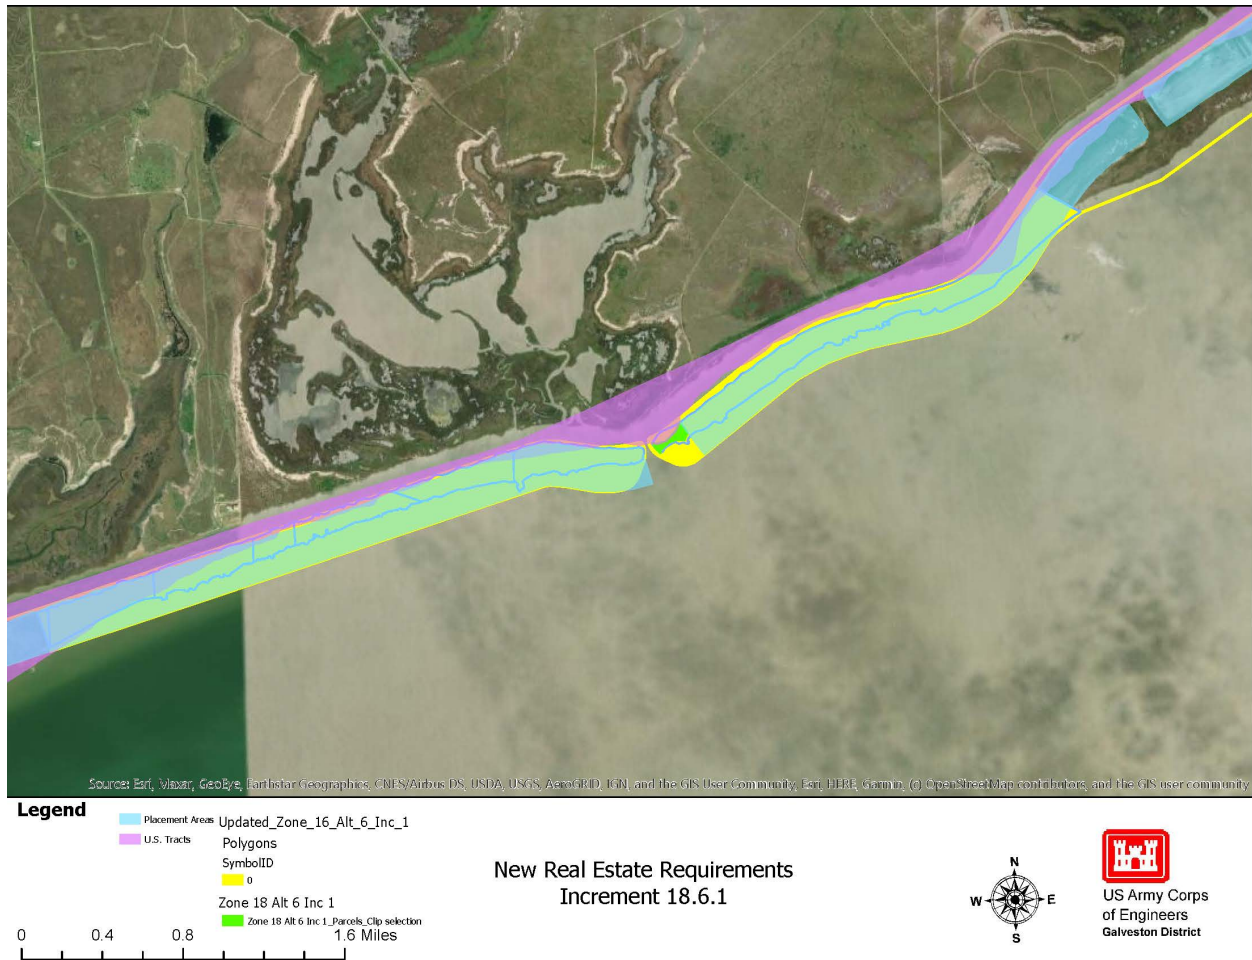 Source: Esri, Maxar, GeoEye, Earthstar Geographics, CNES/Airbus DS, USDA, USGS, AeroGRID, IGN, and the GIS User Community, Esri, HERE, Garmin, (c) OpenStreetMap contributors, and the GIS user community
Legend
Placement Areas
U.S. Tracts
Updated_Zone_16_Alt_6_Inc_1
Polygons
SymbolID
0
Zone 18 Alt 6 Inc 1
Zone 18 Alt 6 Inc 1_Parcels_Clip selection
0 0.4 0.8 1.6 Miles
New Real Estate Requirements
Increment 18.6.1
N
W E
S
US Army Corps
of Engineers
Galveston District